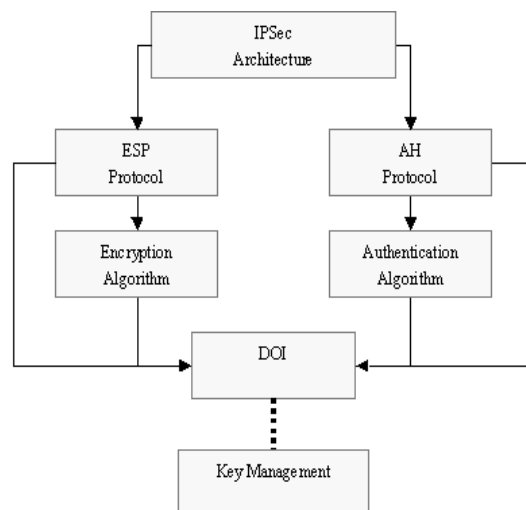 IPSec
Architecture
ESP
Protocol
AH
Protocol
Encryption
Algorithm
Authentication
Algorithm
DOI
Key Management